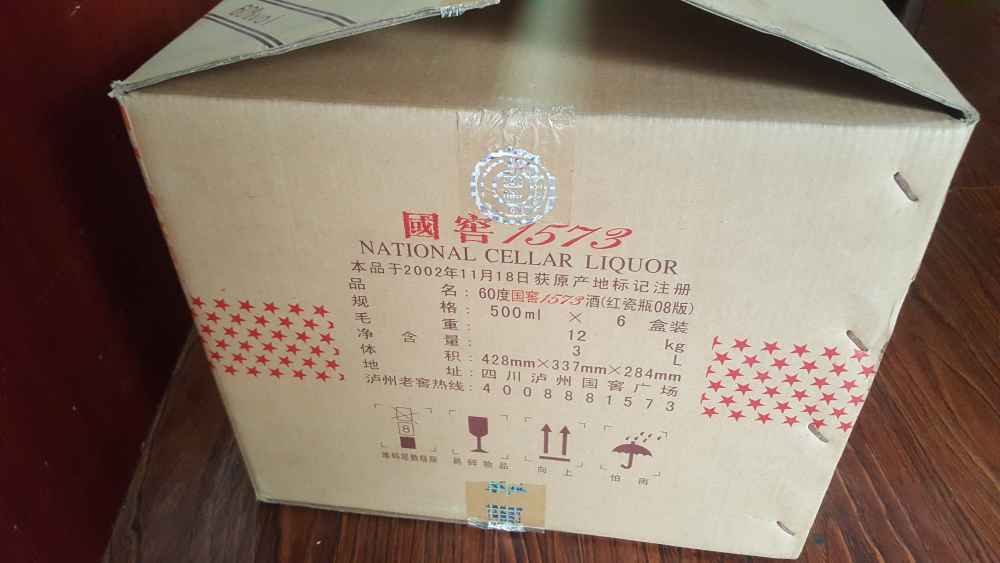 60%vol
國窖1573
NATIONAL CELLAR LIQUOR
本品于2002年11月18日获原产地标记注册
品名：60度国窖1573酒(红瓷瓶08版)
规格：500ml × 6 盒装
毛重：12 kg
净含量：3 L
体积：428mm×337mm×284mm
地址：四川泸州国窖广场
泸州老窖热线：4008881573
8
堆码层数极限
易碎物品
向上
怕雨